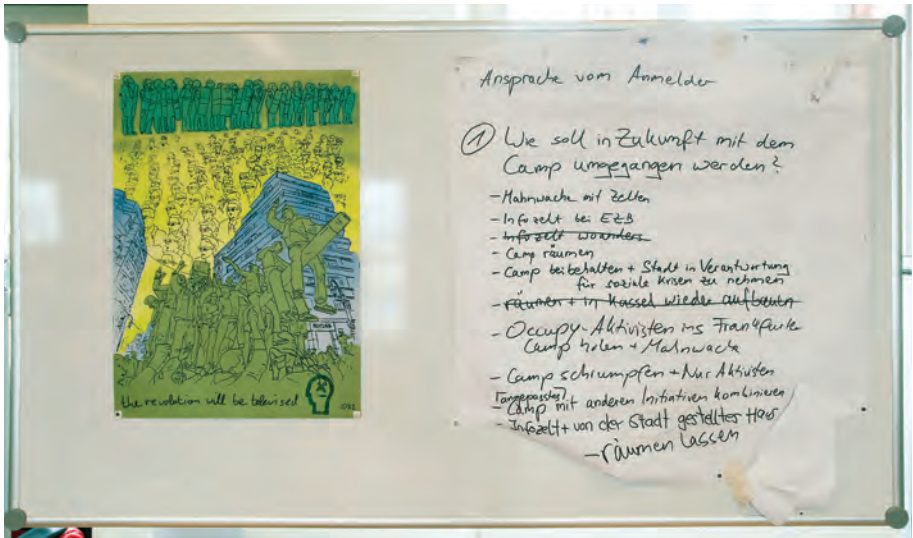 the revolution will be televised
Ansprache vom Anmelder
① Wie soll in Zukunft mit dem
Camp umgegangen werden?
- Mahnwache mit Zelten
- Infozelt bei EZB
- Infozelt woanders
- Camp räumen
- Camp beibehalten + Stadt in Verantwortung
für soziale Krisen zu nehmen
- räumen + in Kassel wieder aufbauen
- Occupy-Aktivisten ins Frankfurter
Camp holen + Mahnwache
- Camp schrumpfen + Nur Aktivisten
[angepasstes]
- Camp mit anderen Initiativen kombinieren
- Infozelt + von der Stadt gestelltes Haus
- räumen lassen